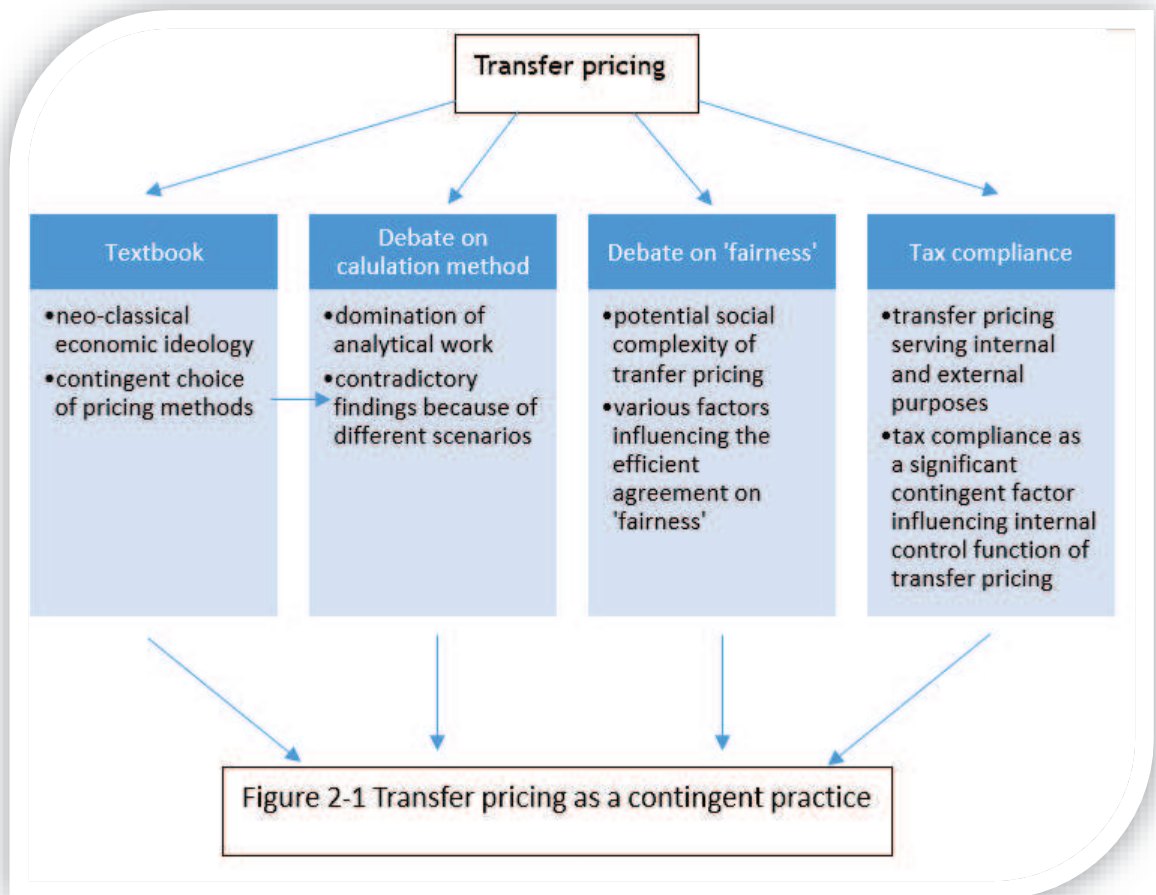 Transfer pricing
Textbook
•neo-classical
economic ideology
•contingent choice
of pricing methods
Debate on
calulation method
•domination of
analytical work
•contradictory
findings because of
different scenarios
Debate on 'fairness'
•potential social
complexity of
tranfer pricing
•various factors
influencing the
efficient
agreement on
'fairness'
Tax compliance
•transfer pricing
serving internal
and external
purposes
•tax compliance as
a significant
contingent factor
influencing internal
control function of
transfer pricing
Figure 2-1 Transfer pricing as a contingent practice